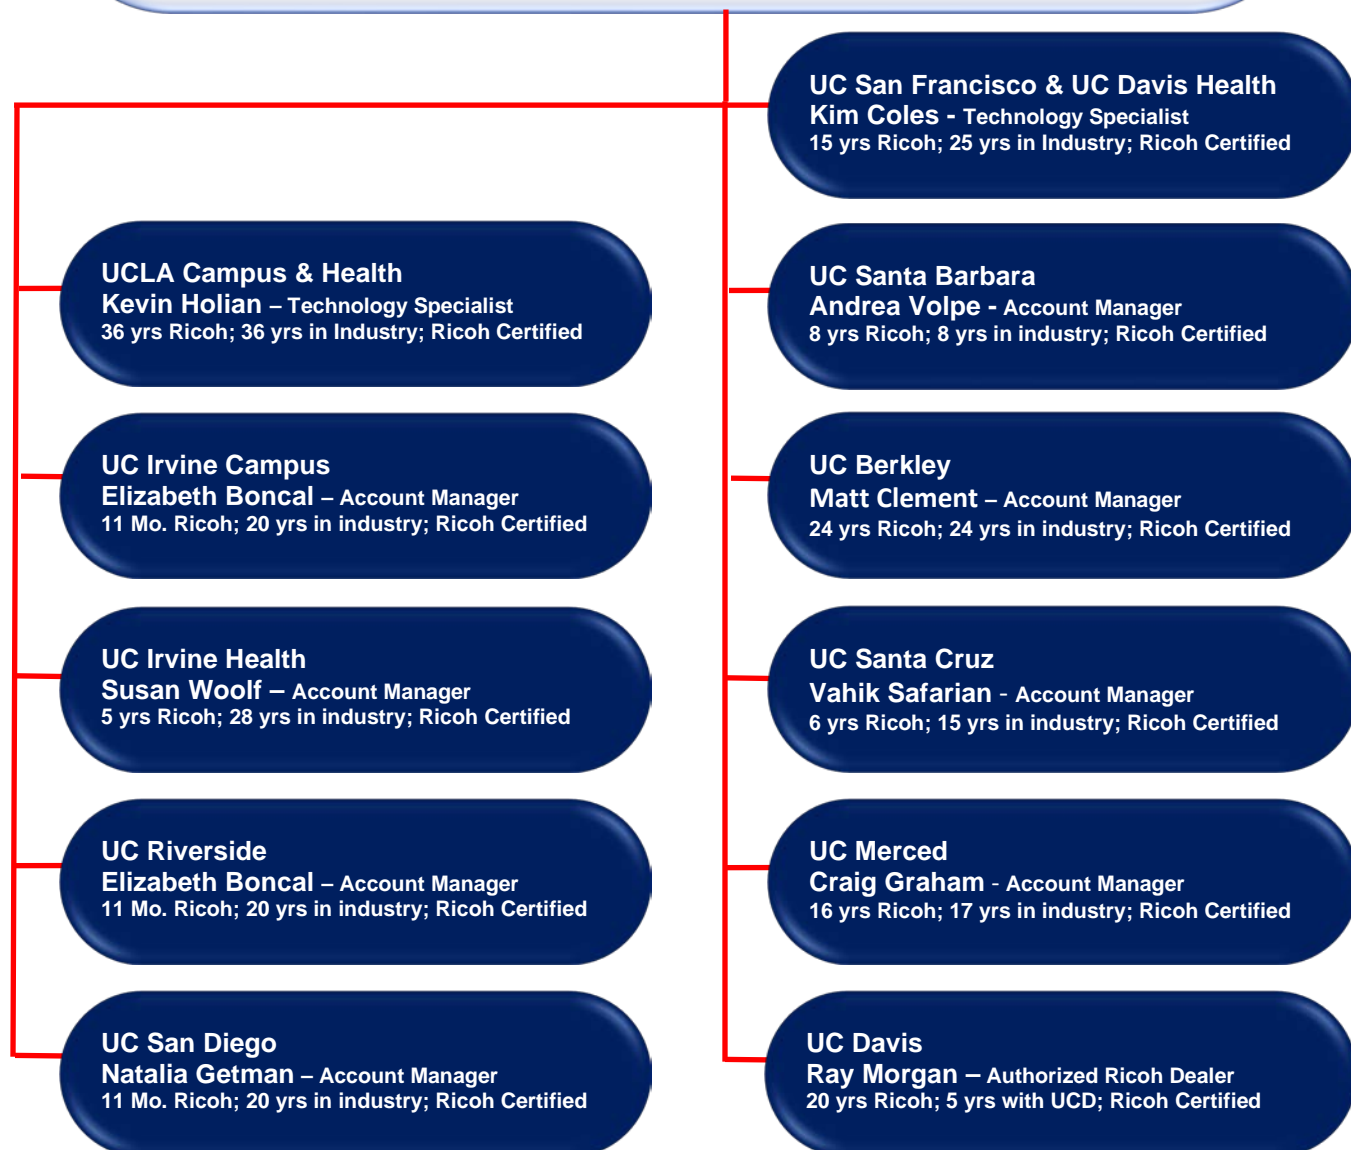 UC San Francisco & UC Davis Health
Kim Coles - Technology Specialist
15 yrs Ricoh; 25 yrs in Industry; Ricoh Certified
UCLA Campus & Health
Kevin Holian – Technology Specialist
36 yrs Ricoh; 36 yrs in Industry; Ricoh Certified
UC Santa Barbara
Andrea Volpe - Account Manager
8 yrs Ricoh; 8 yrs in industry; Ricoh Certified
UC Irvine Campus
Elizabeth Boncal – Account Manager
11 Mo. Ricoh; 20 yrs in industry; Ricoh Certified
UC Berkley
Matt Clement – Account Manager
24 yrs Ricoh; 24 yrs in industry; Ricoh Certified
UC Irvine Health
Susan Woolf – Account Manager
5 yrs Ricoh; 28 yrs in industry; Ricoh Certified
UC Santa Cruz
Vahik Safarian - Account Manager
6 yrs Ricoh; 15 yrs in industry; Ricoh Certified
UC Riverside
Elizabeth Boncal – Account Manager
11 Mo. Ricoh; 20 yrs in industry; Ricoh Certified
UC Merced
Craig Graham - Account Manager
16 yrs Ricoh; 17 yrs in industry; Ricoh Certified
UC San Diego
Natalia Getman – Account Manager
11 Mo. Ricoh; 20 yrs in industry; Ricoh Certified
UC Davis
Ray Morgan – Authorized Ricoh Dealer
20 yrs Ricoh; 5 yrs with UCD; Ricoh Certified